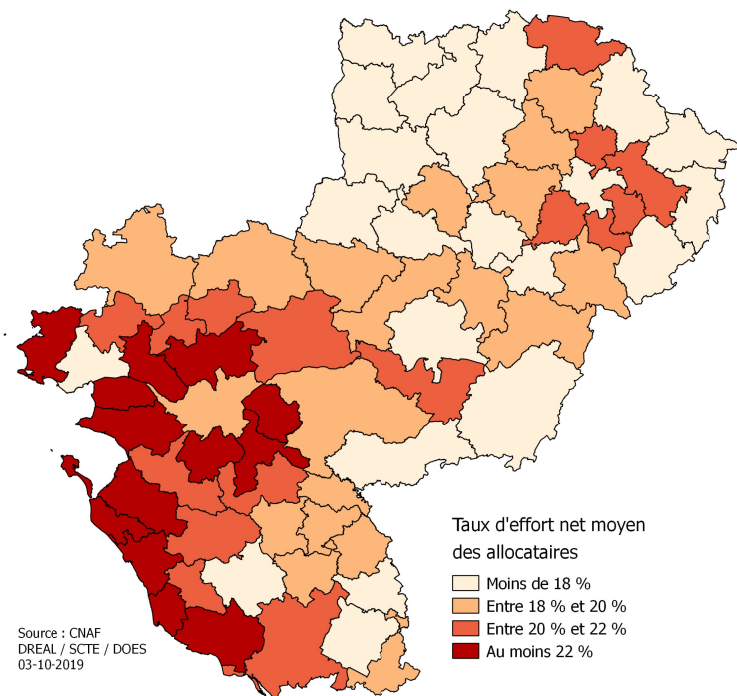 Taux d'effort net moyen
des allocataires
Moins de 18 %
Entre 18 % et 20 %
Entre 20 % et 22 %
Au moins 22 %
Source : CNAF
DREAL / SCTE / DOES
03-10-2019